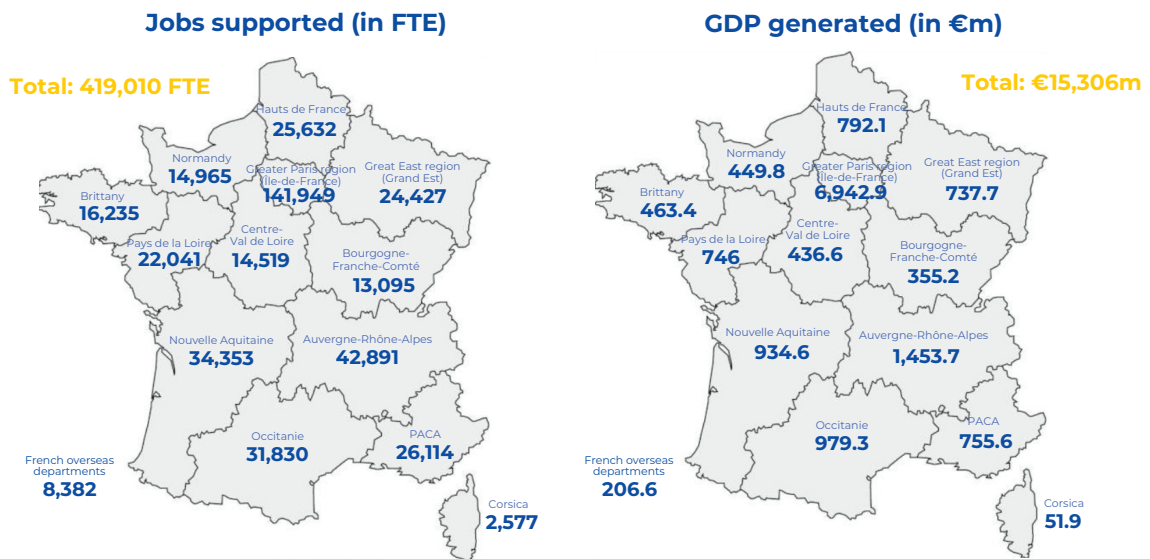 Jobs supported (in FTE)
Total: 419,010 FTE
Hauts de France
25,632
Normandy
14,965
Greater Paris region
(Île-de-France)
141,949
Great East region
(Grand Est)
24,427
Brittany
16,235
Pays de la Loire
22,041
Centre-
Val de Loire
14,519
Bourgogne-
Franche-Comté
13,095
Nouvelle Aquitaine
34,353
Auvergne-Rhône-Alpes
42,891
Occitanie
31,830
PACA
26,114
French overseas
departments
8,382
Corsica
2,577
GDP generated (in €m)
Total: €15,306m
Hauts de France
792.1
Normandy
449.8
Greater Paris region
(Île-de-France)
6,942.9
Great East region
(Grand Est)
737.7
Brittany
463.4
Pays de la Loire
746
Centre-
Val de Loire
436.6
Bourgogne-
Franche-Comté
355.2
Nouvelle Aquitaine
934.6
Auvergne-Rhône-Alpes
1,453.7
Occitanie
979.3
PACA
755.6
French overseas
departments
206.6
Corsica
51.9